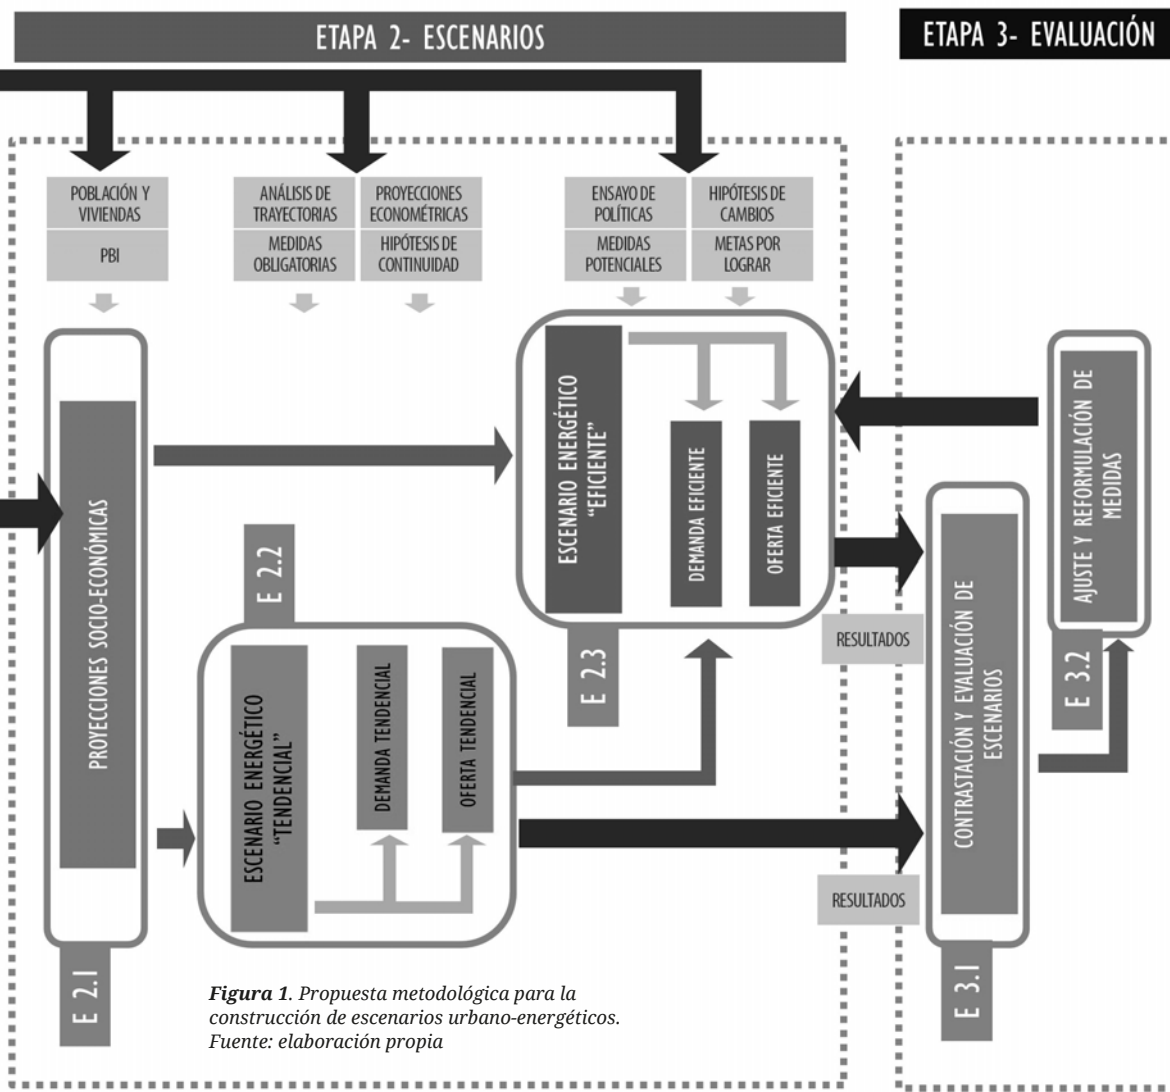 ETAPA 2- ESCENARIOS
ETAPA 3- EVALUACIÓN
POBLACIÓN Y
VIVIENDAS
PBI
ANÁLISIS DE
TRAYECTORIAS
MEDIDAS
OBLIGATORIAS
PROYECCIONES
ECONOMÉTRICAS
HIPÓTESIS DE
CONTINUIDAD
ENSAYO DE
POLÍTICAS
MEDIDAS
POTENCIALES
HIPÓTESIS DE
CAMBIOS
METAS POR
LOGRAR
PROYECCIONES SOCIO-ECONÓMICAS
E 2.1
E 2.2
ESCENARIO ENERGÉTICO
“TENDENCIAL”
DEMANDA TENDENCIAL
OFERTA TENDENCIAL
ESCENARIO ENERGÉTICO
“EFICIENTE”
DEMANDA EFICIENTE
OFERTA EFICIENTE
E 2.3
RESULTADOS
RESULTADOS
CONTRASTACIÓN Y EVALUACIÓN DE
ESCENARIOS
E 3.1
AJUSTE Y REFORMULACIÓN DE
MEDIDAS
E 3.2
Figura 1. Propuesta metodológica para la
construcción de escenarios urbano-energéticos.
Fuente: elaboración propia